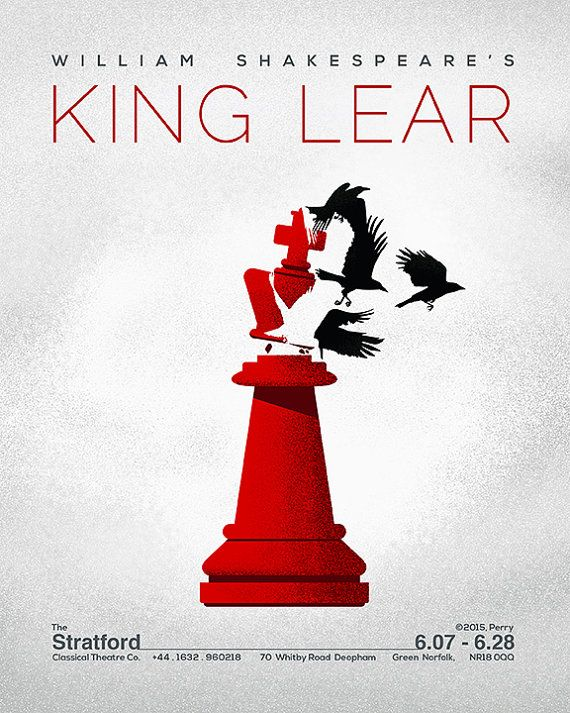 WILLIAM SHAKESPEARE'S
KING LEAR
The ©2015, Perry
Stratford 6.07 - 6.28
Classical Theatre Co. +44 . 1632 . 960218 70 Whitby Road Deopham Green Norfolk, NR18 0QQ